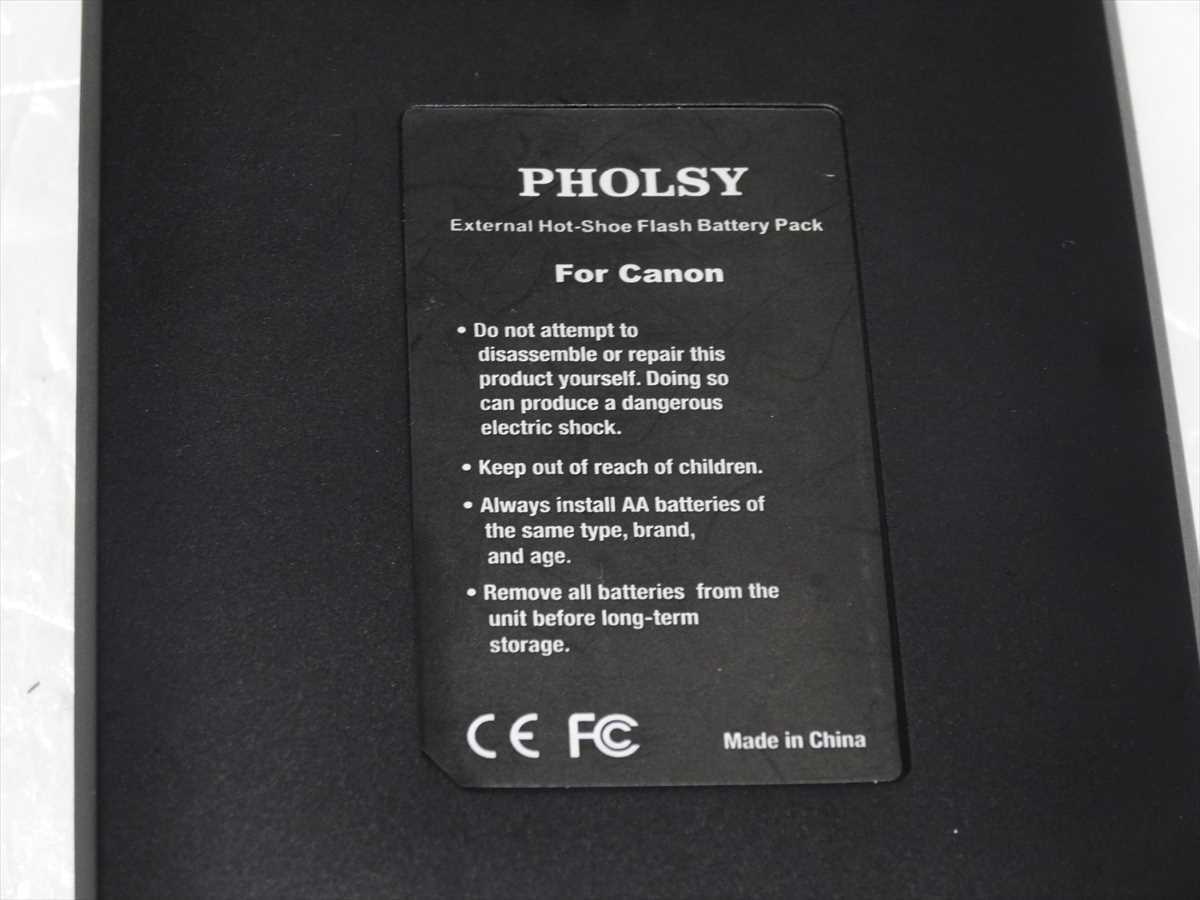 PHOLSY
External Hot-Shoe Flash Battery Pack
For Canon
• Do not attempt to
disassemble or repair this
product yourself. Doing so
can produce a dangerous
electric shock.
• Keep out of reach of children.
• Always install AA batteries of
the same type, brand,
and age.
• Remove all batteries from the
unit before long-term
storage.
CE FC Made in China